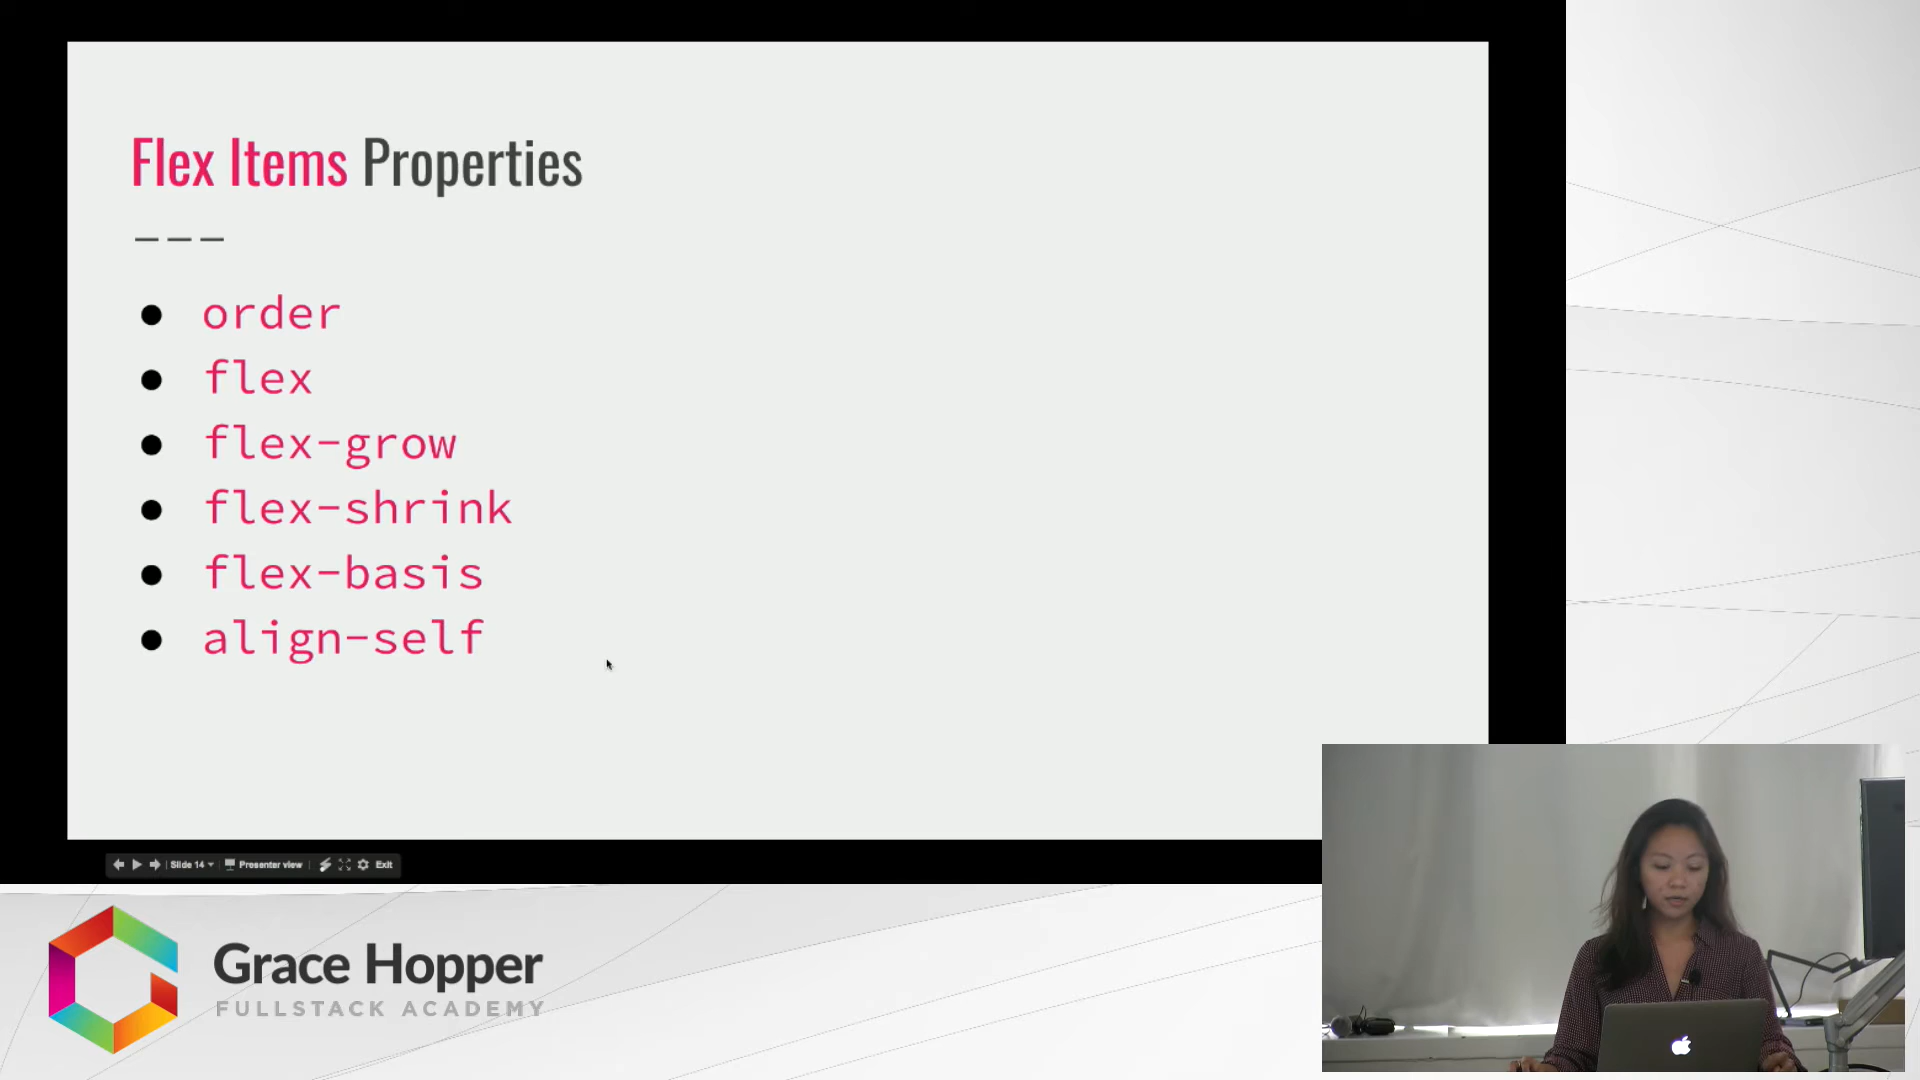 Flex Items Properties
___
● order
● flex
● flex-grow
● flex-shrink
● flex-basis
● align-self
Slide 14
Presenter view
Exit
Grace Hopper
FULLSTACK ACADEMY